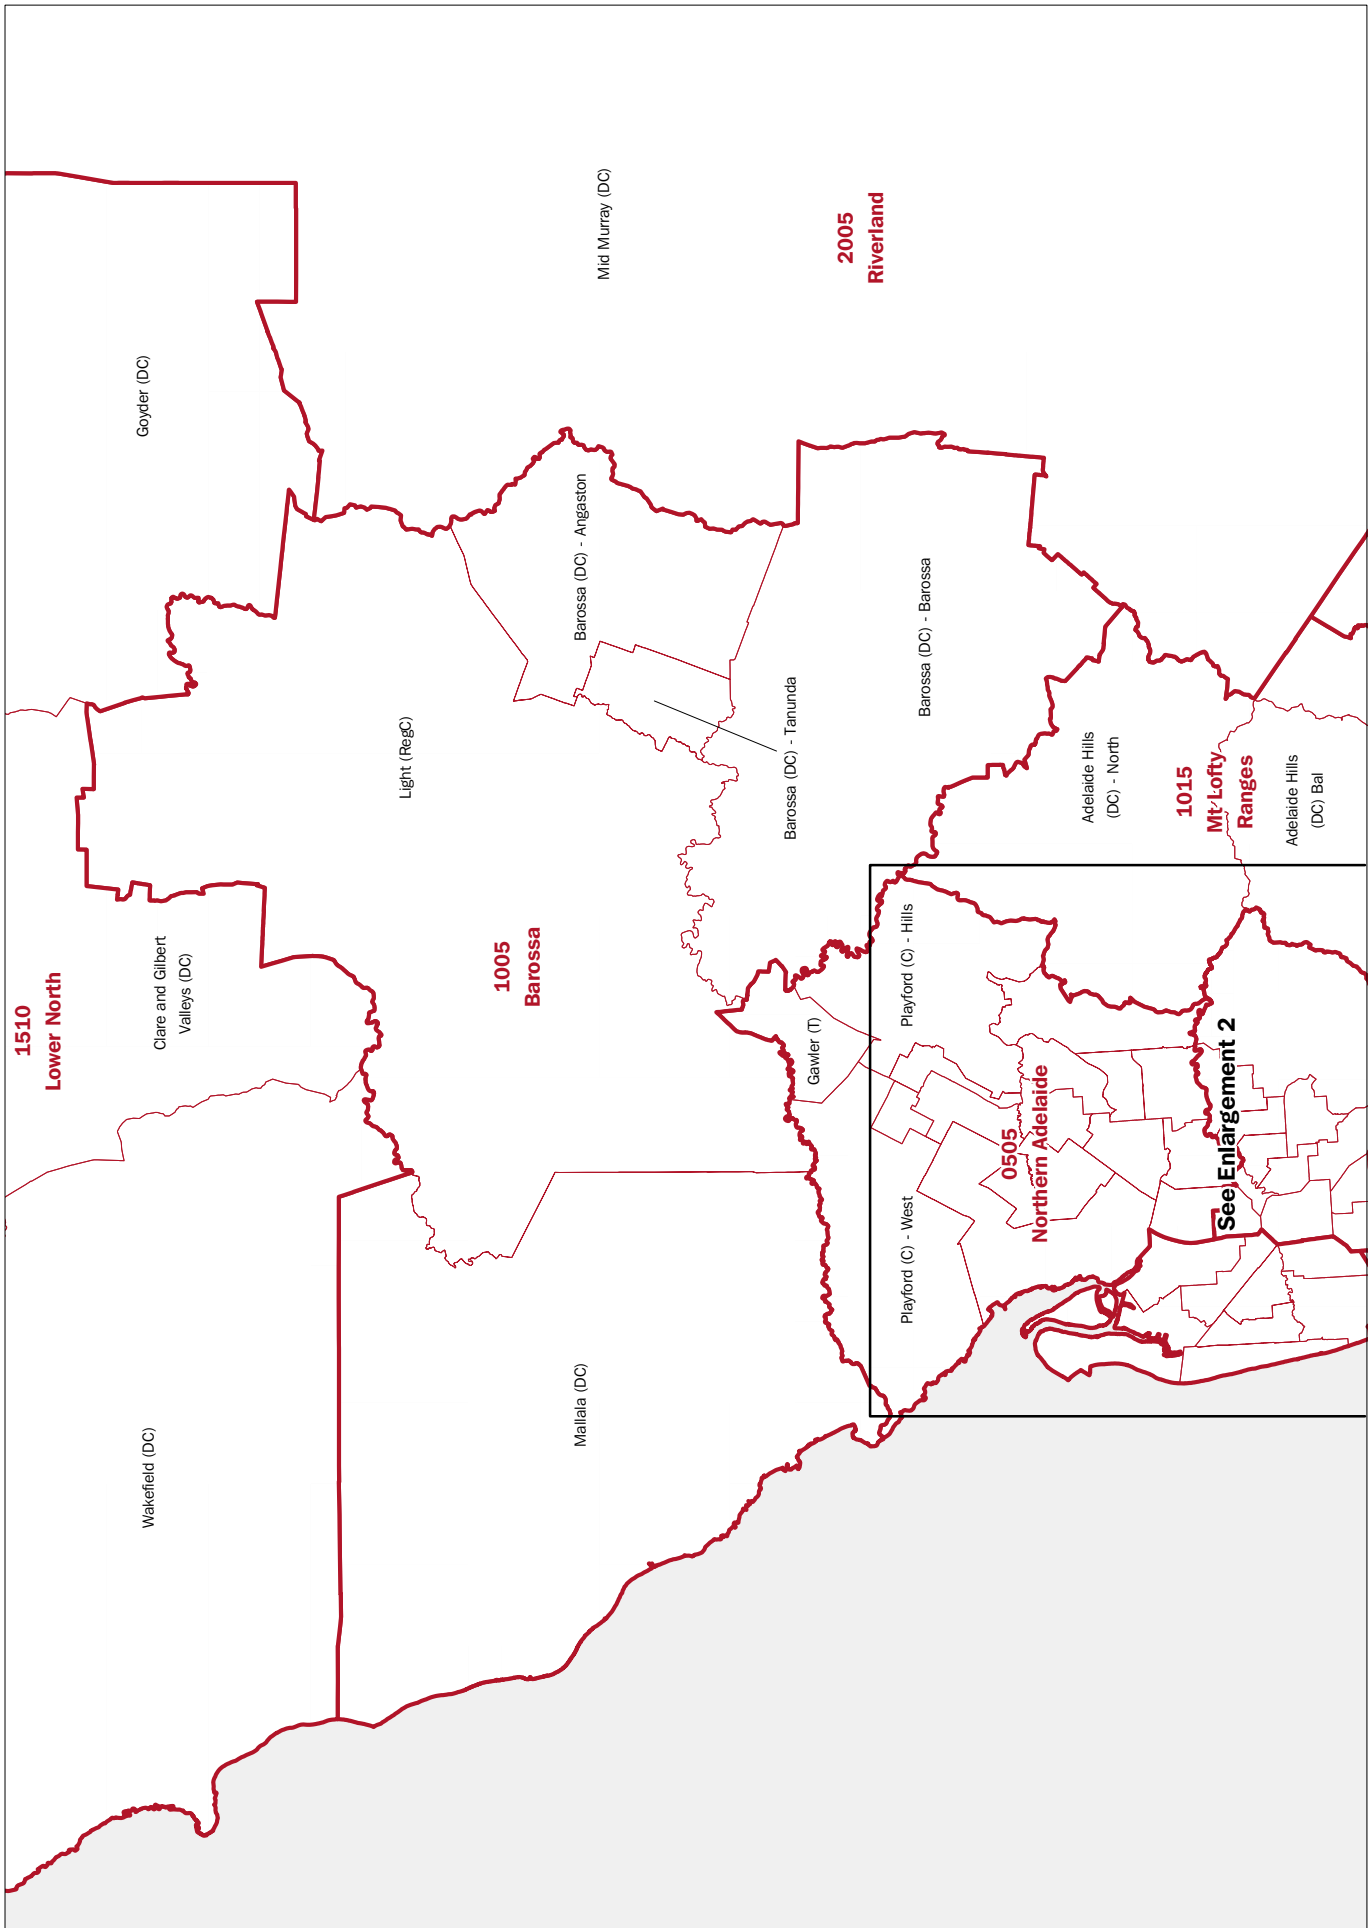 1510
Lower North
Goyder (DC)
Wakefield (DC)
Clare and Gilbert
Valleys (DC)
Light (RegC)
1005
Barossa
Mallala (DC)
Barossa (DC) - Angaston
Mid Murray (DC)
Barossa (DC) - Tanunda
Gawler (T)
2005
Riverland
Playford (C) - West
Playford (C) - Hills
Barossa (DC) - Barossa
0505
Northern Adelaide
Adelaide Hills
(DC) - North
1015
Mt Lofty
Ranges
See Enlargement 2
Adelaide Hills
(DC) Bal